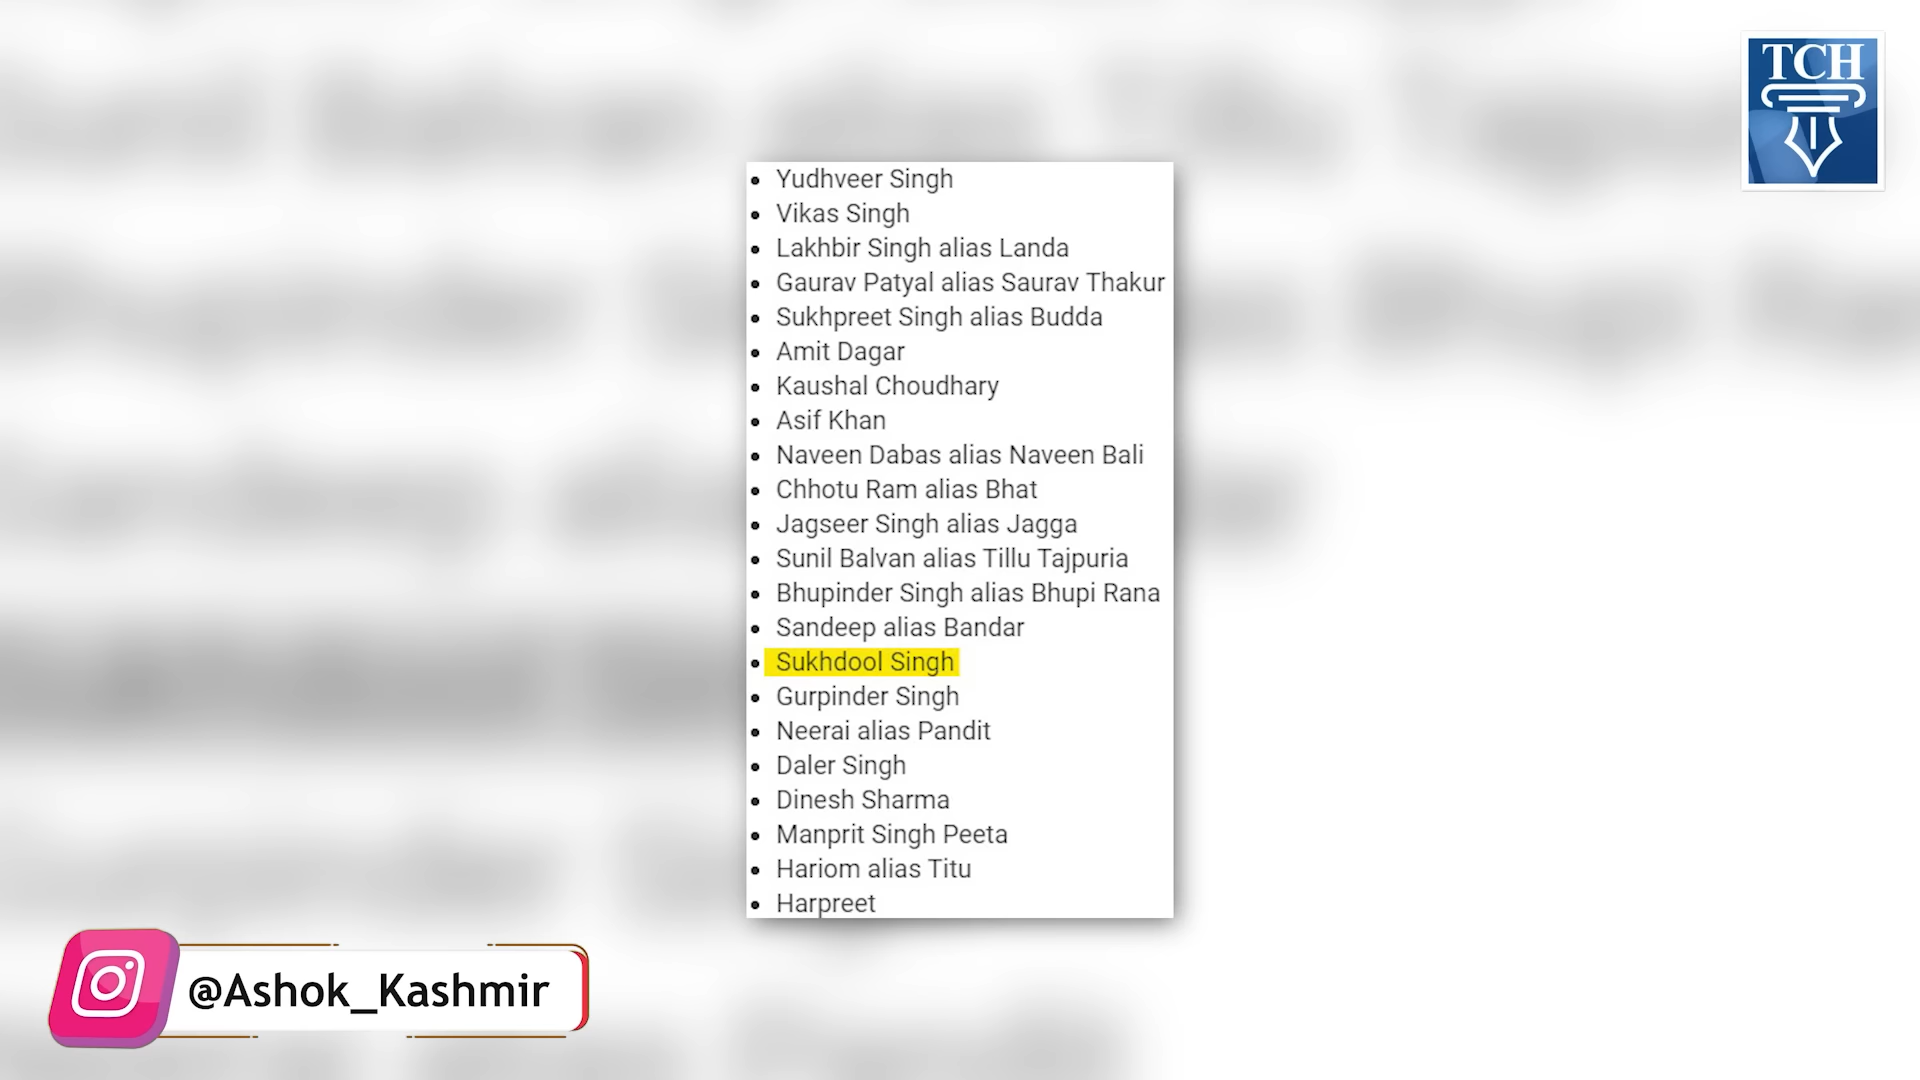 TCH
• Yudhveer Singh
• Vikas Singh
• Lakhbir Singh alias Landa
• Gaurav Patyal alias Saurav Thakur
• Sukhpreet Singh alias Budda
• Amit Dagar
• Kaushal Choudhary
• Asif Khan
• Naveen Dabas alias Naveen Bali
• Chhotu Ram alias Bhat
• Jagseer Singh alias Jagga
• Sunil Balvan alias Tillu Tajpuria
• Bhupinder Singh alias Bhupi Rana
• Sandeep alias Bandar
• Sukhdool Singh
• Gurpinder Singh
• Neerai alias Pandit
• Daler Singh
• Dinesh Sharma
• Manprit Singh Peeta
• Hariom alias Titu
• Harpreet
@Ashok_Kashmir